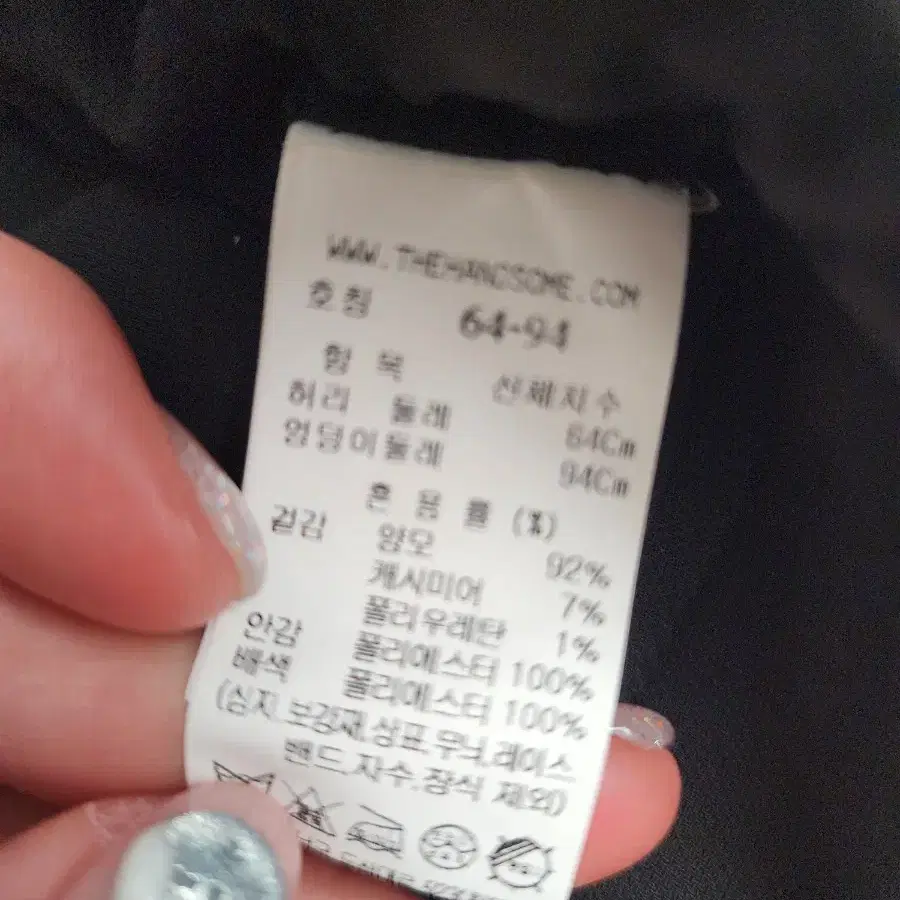 WWW.THEHANDSOME.COM
호칭 64-94
항 목 신체지수
허리 둘레 64Cm
엉덩이둘레 94Cm
혼 용 률 (%)
겉감 양모 92%
캐시미어 7%
폴리우레탄 1%
안감 폴리에스터 100%
배색 폴리에스터 100%
(심지,보강재,상표,무늬,레이스
밴드,자수,장식 제외)